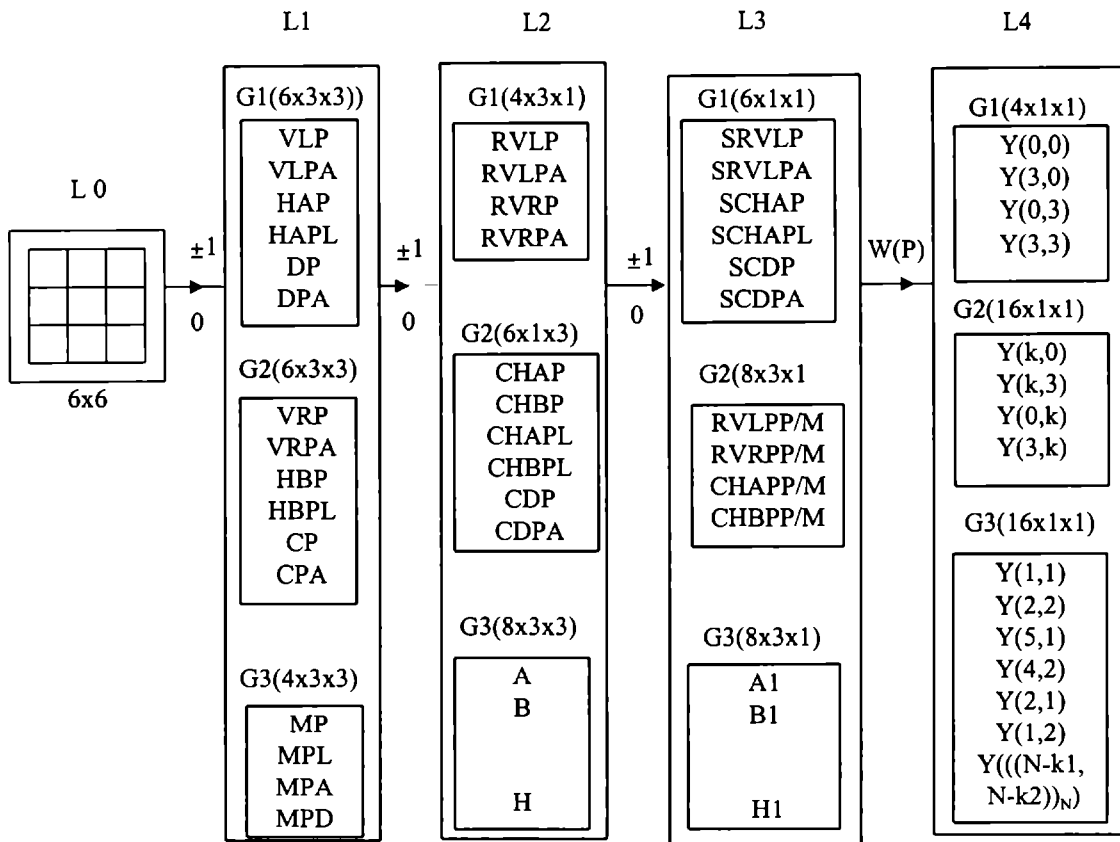 L 0
6x6
±1
0
L1
G1(6x3x3))
VLP
VLPA
HAP
HAPL
DP
DPA
G2(6x3x3)
VRP
VRPA
HBP
HBPL
CP
CPA
G3(4x3x3)
MP
MPL
MPA
MPD
±1
0
L2
G1(4x3x1)
RVLP
RVLPA
RVRP
RVRPA
G2(6x1x3)
CHAP
CHBP
CHAPL
CHBPL
CDP
CDPA
G3(8x3x3)
A
B
H
±1
0
L3
G1(6x1x1)
SRVLP
SRVLPA
SCHAP
SCHAPL
SCDP
SCDPA
G2(8x3x1
RVLPP/M
RVRPP/M
CHAPP/M
CHBPP/M
G3(8x3x1)
A1
B1
H1
W(P)
L4
G1(4x1x1)
Y(0,0)
Y(3,0)
Y(0,3)
Y(3,3)
G2(16x1x1)
Y(k,0)
Y(k,3)
Y(0,k)
Y(3,k)
G3(16x1x1)
Y(1,1)
Y(2,2)
Y(5,1)
Y(4,2)
Y(2,1)
Y(1,2)
Y(((N-k1,
N-k2))N)